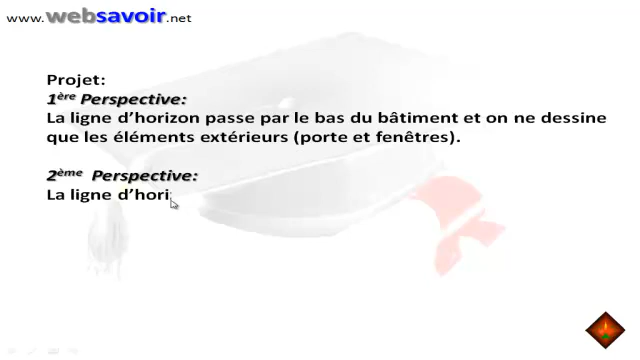 www.websavoir.net
Projet:
1ère Perspective:
La ligne d’horizon passe par le bas du bâtiment et on ne dessine
que les éléments extérieurs (porte et fenêtres).
2ème Perspective:
La ligne d’hori